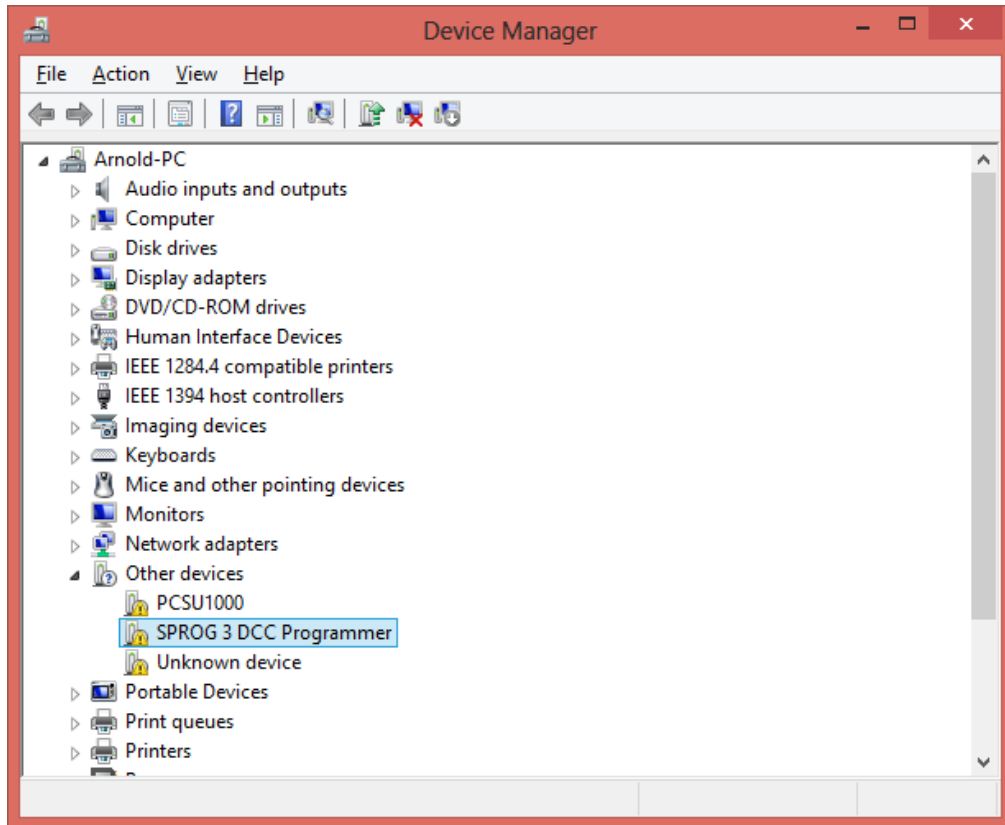 Device Manager
File Action View Help
Arnold-PC
Audio inputs and outputs
Computer
Disk drives
Display adapters
DVD/CD-ROM drives
Human Interface Devices
IEEE 1284.4 compatible printers
IEEE 1394 host controllers
Imaging devices
Keyboards
Mice and other pointing devices
Monitors
Network adapters
Other devices
PCSU1000
SPROG 3 DCC Programmer
Unknown device
Portable Devices
Print queues
Printers